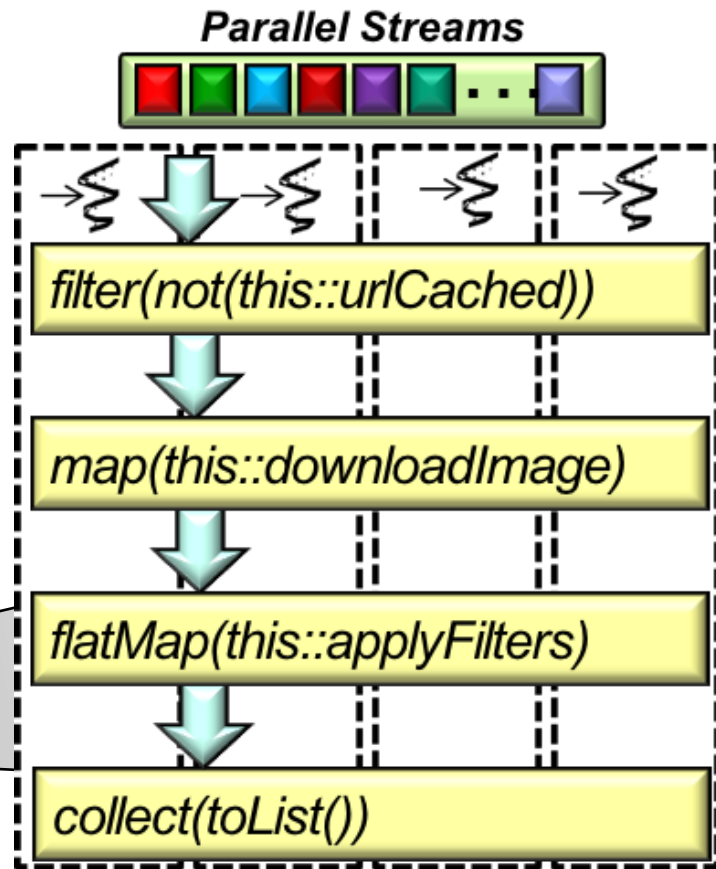 Parallel Streams
. . .
filter(not(this::urlCached))
map(this::downloadImage)
flatMap(this::applyFilters)
collect(toList())